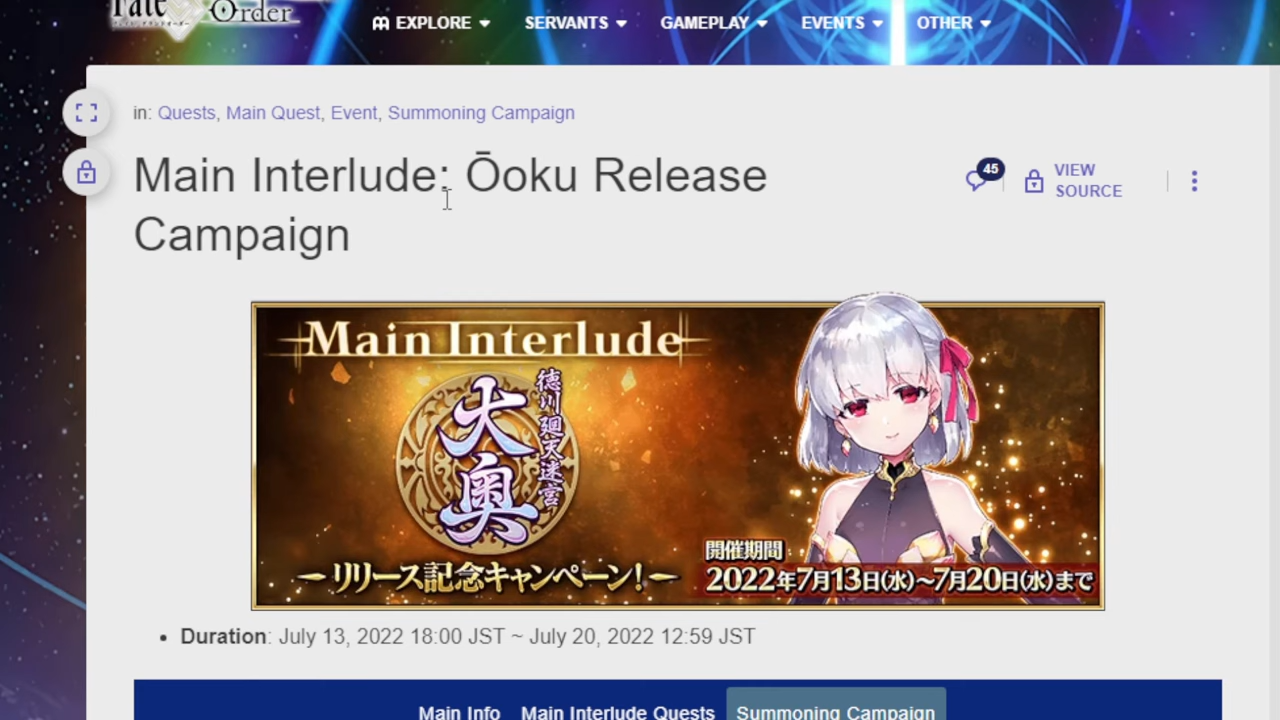 Fate
Order
EXPLORE
SERVANTS
GAMEPLAY
EVENTS
OTHER
in: Quests, Main Quest, Event, Summoning Campaign
Main Interlude: Ōoku Release
Campaign
45
VIEW
SOURCE
Main Interlude
徳川廻天迷宮
大奥
リリース記念キャンペーン!
開催期間
2022年7月13日(水)~7月20日(水)まで
• Duration: July 13, 2022 18:00 JST ~ July 20, 2022 12:59 JST
Main Info
Main Interlude Quests
Summoning Campaign